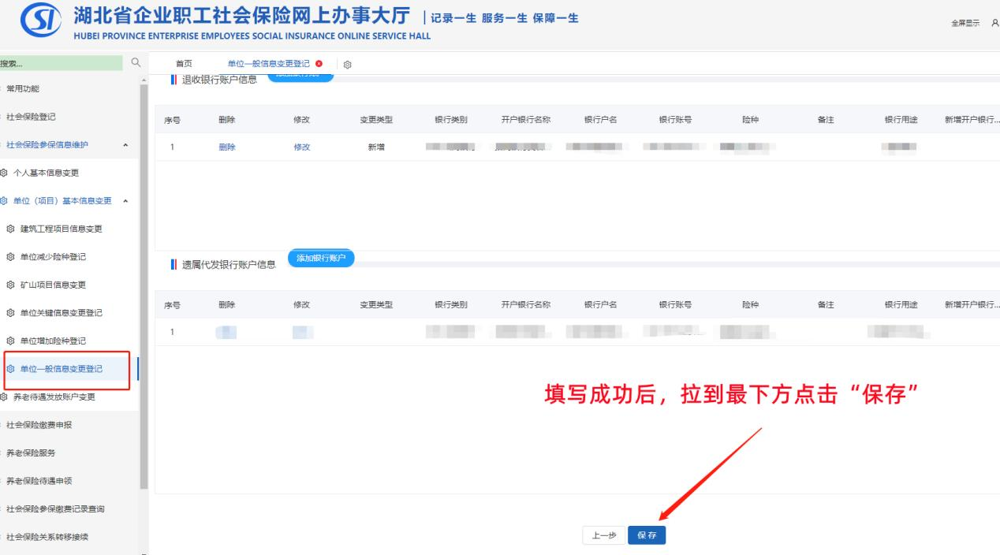 湖北省企业职工社会保险网上办事大厅 记录一生 服务一生 保障一生
HUBEI PROVINCE ENTERPRISE EMPLOYEES SOCIAL INSURANCE ONLINE SERVICE HALL
全屏显示
搜索...
首页 单位一般信息变更登记
常用功能
社会保险登记
社会保险参保信息维护
个人基本信息变更
单位（项目）基本信息变更
建筑工程项目信息变更
单位减少险种登记
矿山项目信息变更
单位关键信息变更登记
单位增加险种登记
单位一般信息变更登记
养老待遇发放账户变更
社会保险缴费申报
养老保险服务
养老保险待遇申领
社会保险参保缴费记录查询
社会保险关系转移接续
退收银行账户信息
序号 删除 修改 变更类型 银行类别 开户银行名称 银行户名 银行账号 险种 备注 银行用途 新增开户银行...
1 删除 修改 新增
遗属代发银行账户信息 添加银行账户
序号 删除 修改 变更类型 银行类别 开户银行名称 银行户名 银行账号 险种 备注 银行用途 新增开户银行...
1
填写成功后，拉到最下方点击“保存”
上一步 保存